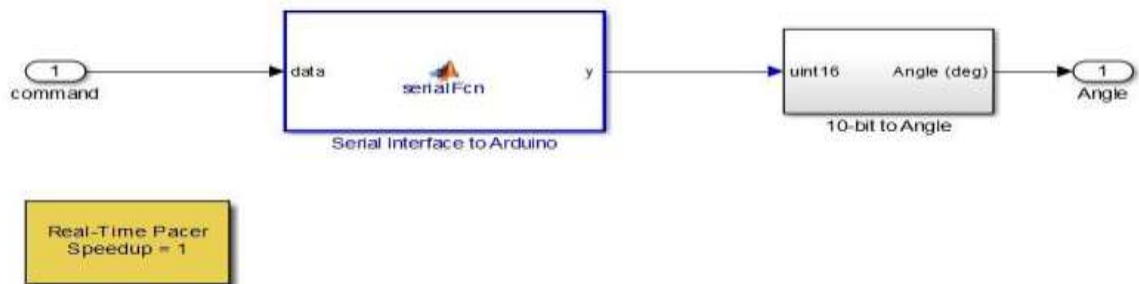 1
command
data
serialFcn
y
Serial Interface to Arduino
uint16
Angle (deg)
10-bit to Angle
1
Angle
Real-Time Pacer
Speedup = 1